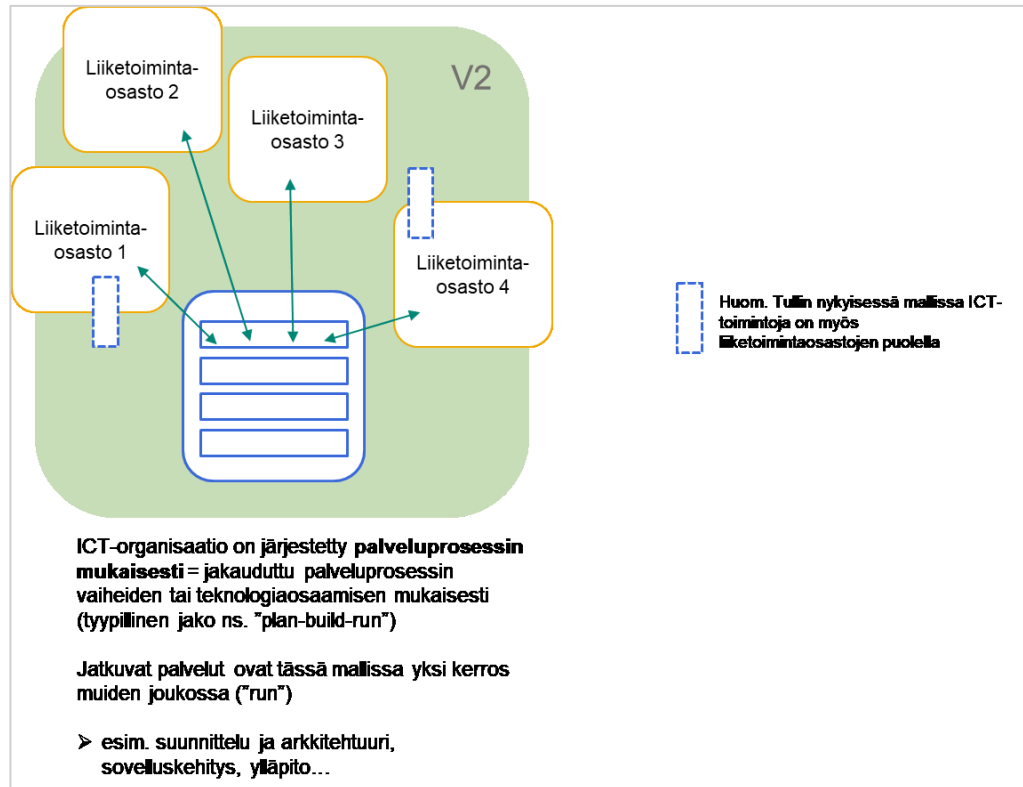 Liiketoiminta-
osasto 2
V2
Liiketoiminta-
osasto 3
Liiketoiminta-
osasto 1
Liiketoiminta-
osasto 4
Huom. Tullin nykyisessä mallissa ICT-
toimintoja on myös
liiketoimintaosastojen puolella
ICT-organisaatio on järjestetty palveluprosessin
mukaisesti = jakauduttu palveluprosessin
vaiheiden tai teknologiaosaamisen mukaisesti
(tyypillinen jako ns. ”plan-build-run”)
Jatkuvat palvelut ovat tässä mallissa yksi kerros
muiden joukossa (”run”)
➢ esim. suunnittelu ja arkkitehtuuri,
sovelluskehitys, ylläpito…